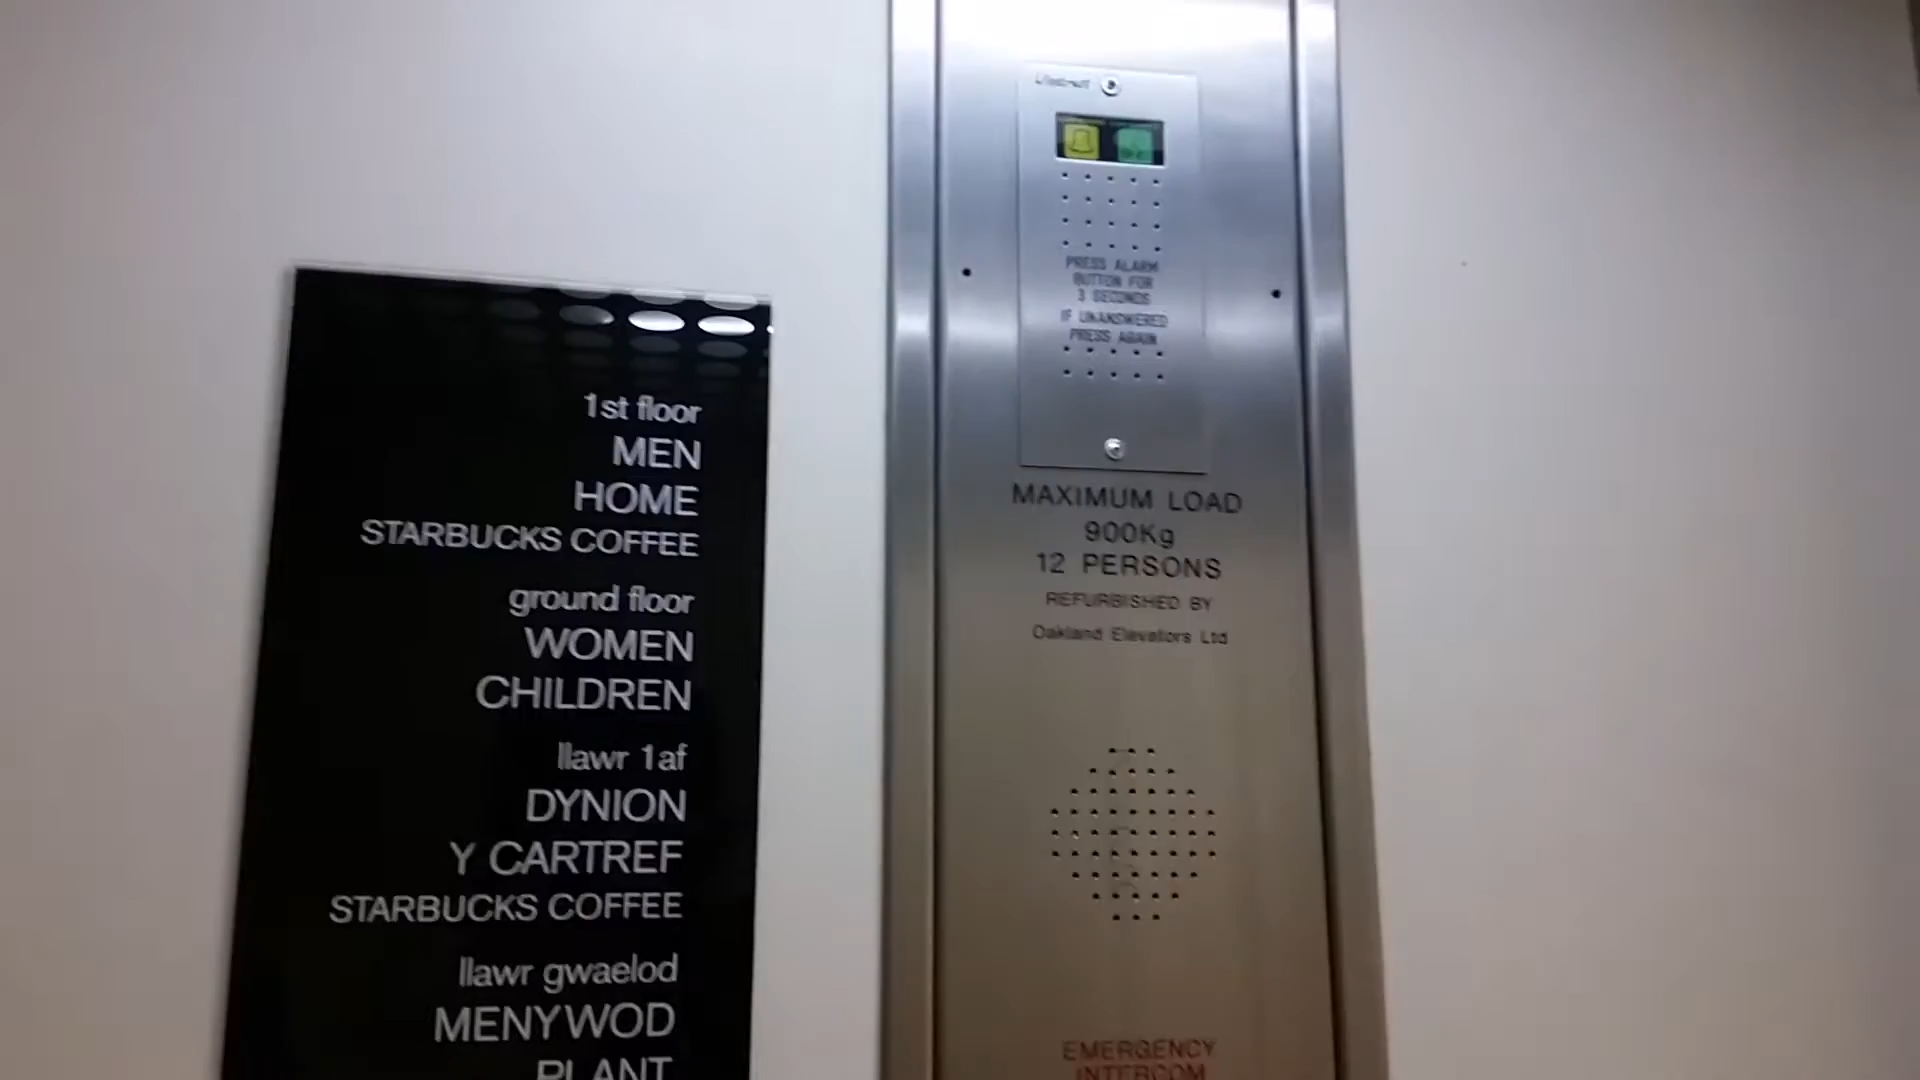 1st floor
MEN
HOME
STARBUCKS COFFEE
ground floor
WOMEN
CHILDREN
llawr 1af
DYNION
Y CARTREF
STARBUCKS COFFEE
llawr gwaelod
MENYWOD
PLANT
PRESS ALARM
BUTTON FOR
3 SECONDS
IF UNANSWERED
PRESS AGAIN
MAXIMUM LOAD
900Kg
12 PERSONS
REFURBISHED BY
Oakland Elevators Ltd
EMERGENCY
INTERCOM